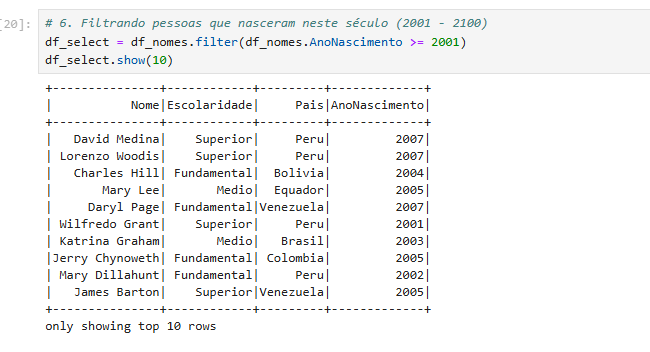 [20]: # 6. Filtrando pessoas que nasceram neste século (2001 - 2100)
df_select = df_nomes.filter(df_nomes.AnoNascimento >= 2001)
df_select.show(10)
+--------------+------------+---------+-------------+
|          Nome|Escolaridade|     Pais|AnoNascimento|
+--------------+------------+---------+-------------+
|  David Medina|    Superior|     Peru|         2007|
|Lorenzo Woodis|    Superior|     Peru|         2007|
|  Charles Hill| Fundamental|  Bolivia|         2004|
|      Mary Lee|       Medio|  Equador|         2005|
|    Daryl Page| Fundamental|Venezuela|         2007|
|Wilfredo Grant|    Superior|     Peru|         2001|
|Katrina Graham|       Medio|   Brasil|         2003|
|Jerry Chynoweth| Fundamental| Colombia|         2005|
|Mary Dillahunt| Fundamental|     Peru|         2002|
|  James Barton|    Superior|Venezuela|         2005|
+--------------+------------+---------+-------------+
only showing top 10 rows